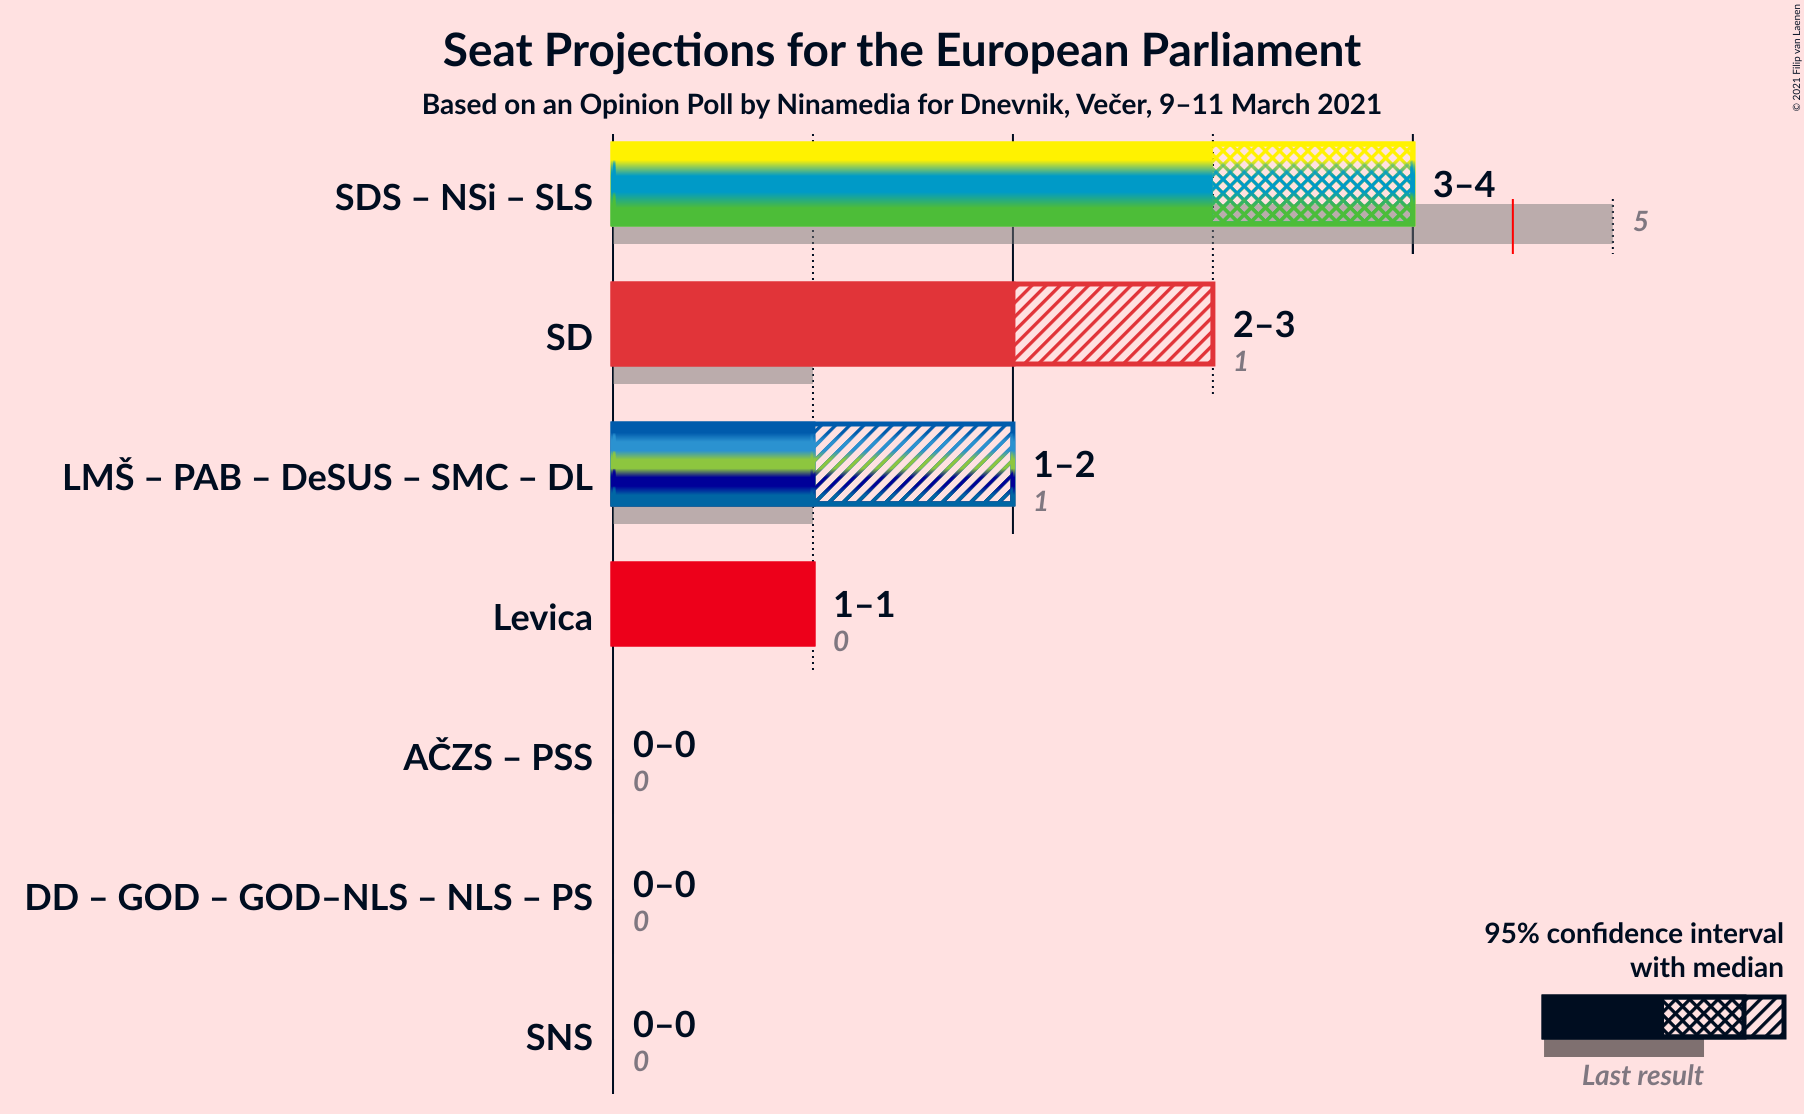 Seat Projections for the European Parliament
Based on an Opinion Poll by Ninamedia for Dnevnik, Večer, 9–11 March 2021
© 2021 Filip van Laenen
SDS – NSi – SLS
3–4
5
SD
2–3
1
LMŠ – PAB – DeSUS – SMC – DL
1–2
1
Levica
1–1
0
AČZS – PSS
0–0
0
DD – GOD – GOD–NLS – NLS – PS
0–0
0
SNS
0–0
0
95% confidence interval
with median
Last result